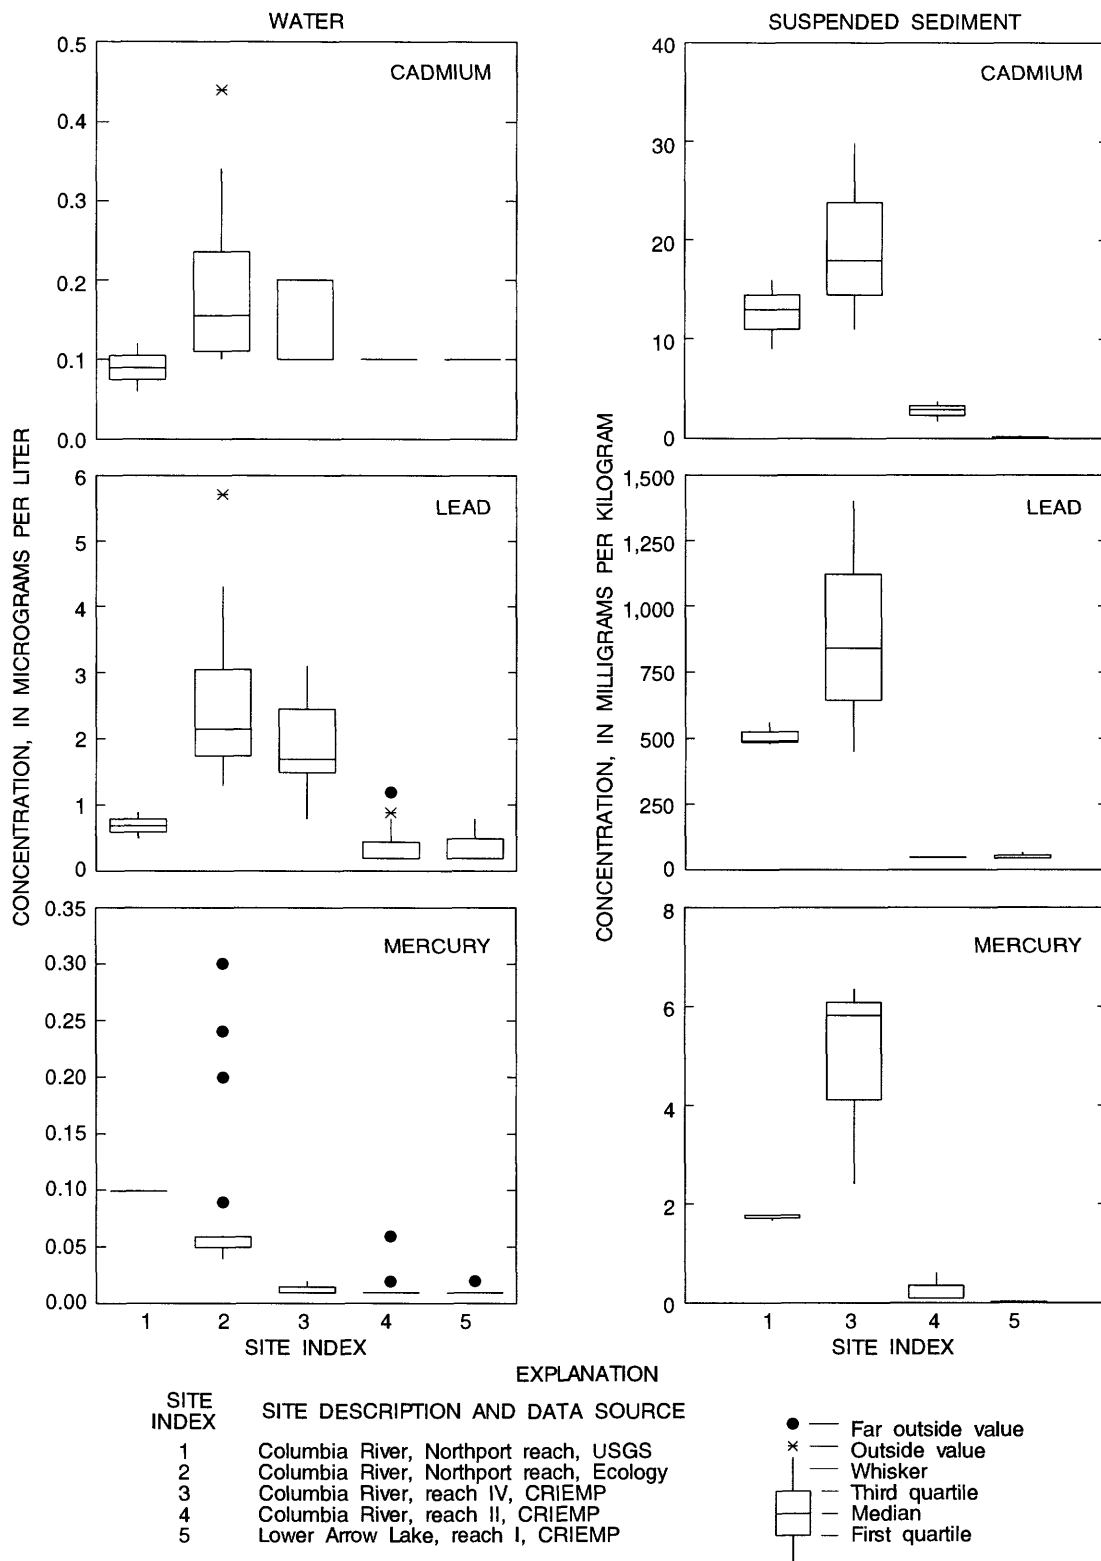 WATER
SUSPENDED SEDIMENT
CONCENTRATION, IN MICROGRAMS PER LITER
0.5
0.4
0.3
0.2
0.1
0.0
CADMIUM
6
5
4
3
2
1
0
LEAD
0.35
0.30
0.25
0.20
0.15
0.10
0.05
0.00
MERCURY
1 2 3 4 5
SITE INDEX
CONCENTRATION, IN MILLIGRAMS PER KILOGRAM
40
30
20
10
0
CADMIUM
1,500
1,250
1,000
750
500
250
0
LEAD
8
6
4
2
0
MERCURY
1 3 4 5
SITE INDEX
EXPLANATION
SITE
INDEX
SITE DESCRIPTION AND DATA SOURCE
1 Columbia River, Northport reach, USGS
2 Columbia River, Northport reach, Ecology
3 Columbia River, reach IV, CRIEMP
4 Columbia River, reach II, CRIEMP
5 Lower Arrow Lake, reach I, CRIEMP
Far outside value
Outside value
Whisker
Third quartile
Median
First quartile